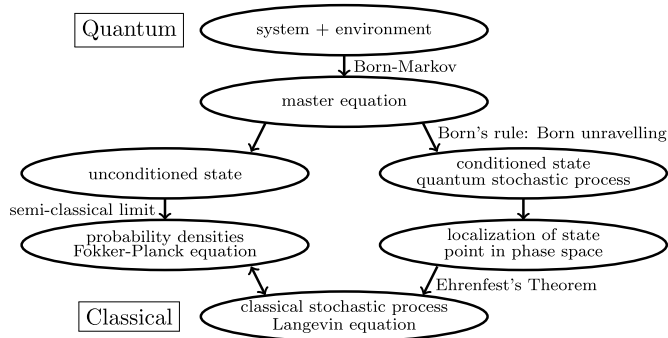 Quantum
system + environment
Born-Markov
master equation
Born's rule: Born unravelling
unconditioned state
conditioned state
quantum stochastic process
semi-classical limit
probability densities
Fokker-Planck equation
localization of state
point in phase space
Ehrenfest's Theorem
Classical
classical stochastic process
Langevin equation